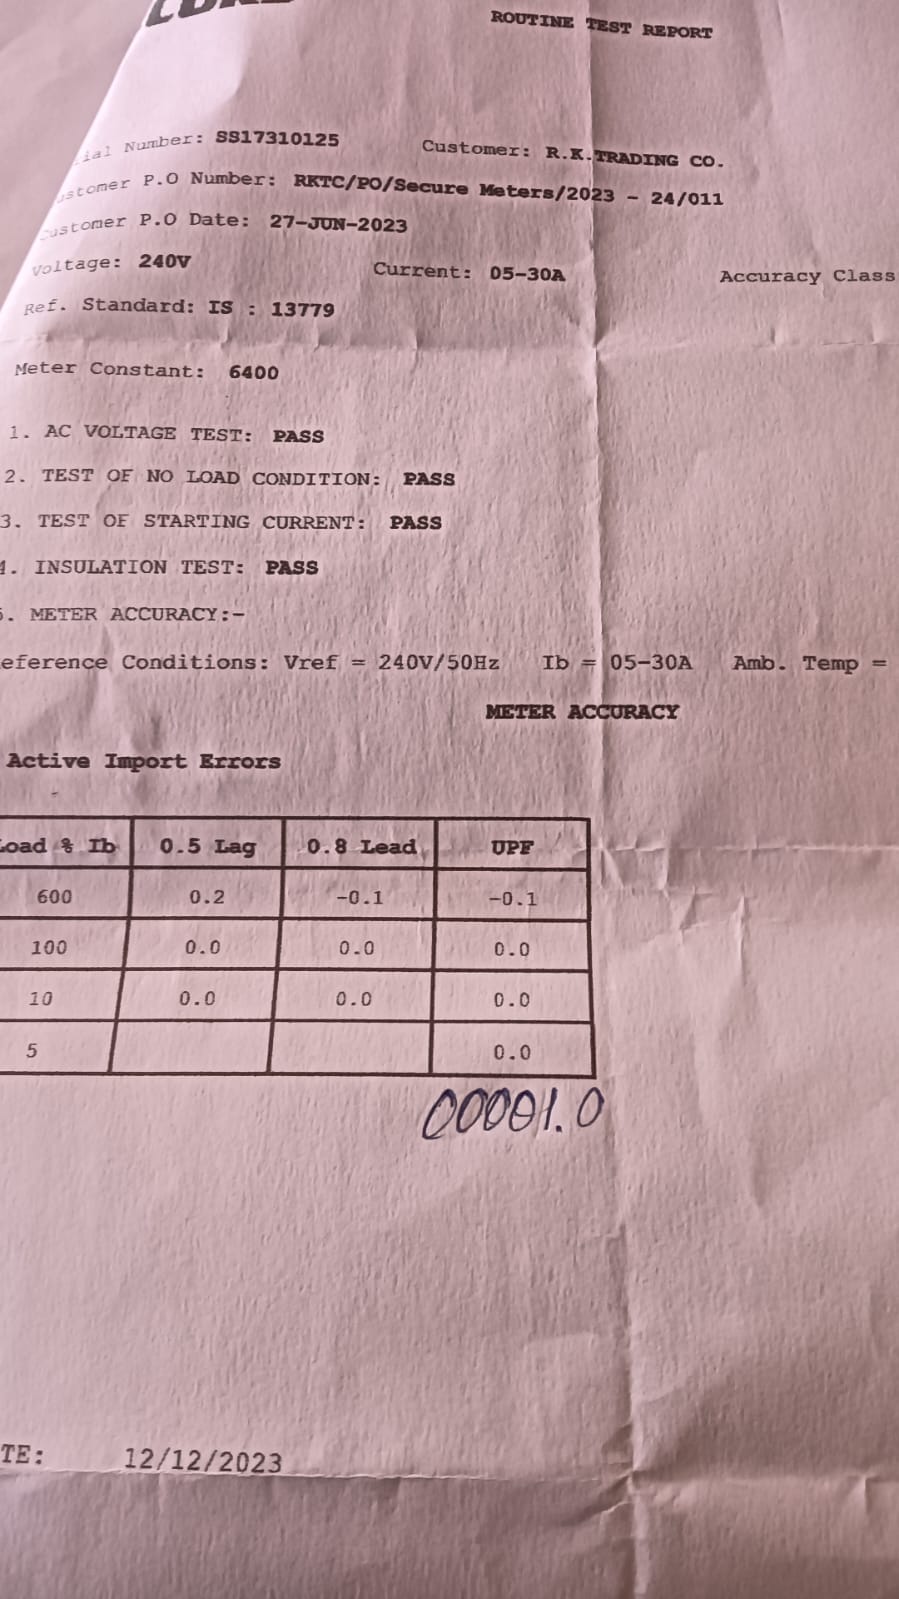 ROUTINE TEST REPORT
ial Number: SS17310125 Customer: R.K.TRADING CO.
ustomer P.O Number: RKTC/PO/Secure Meters/2023 - 24/011
Customer P.O Date: 27-JUN-2023
Voltage: 240V Current: 05-30A Accuracy Class
Ref. Standard: IS : 13779
Meter Constant: 6400
1. AC VOLTAGE TEST: PASS
2. TEST OF NO LOAD CONDITION: PASS
3. TEST OF STARTING CURRENT: PASS
4. INSULATION TEST: PASS
5. METER ACCURACY:-
eference Conditions: Vref = 240V/50Hz Ib = 05-30A Amb. Temp =
METER ACCURACY
Active Import Errors
Load % Ib 0.5 Lag 0.8 Lead UPF
600 0.2 -0.1 -0.1
100 0.0 0.0 0.0
10 0.0 0.0 0.0
5 0.0
00001.0
TE: 12/12/2023